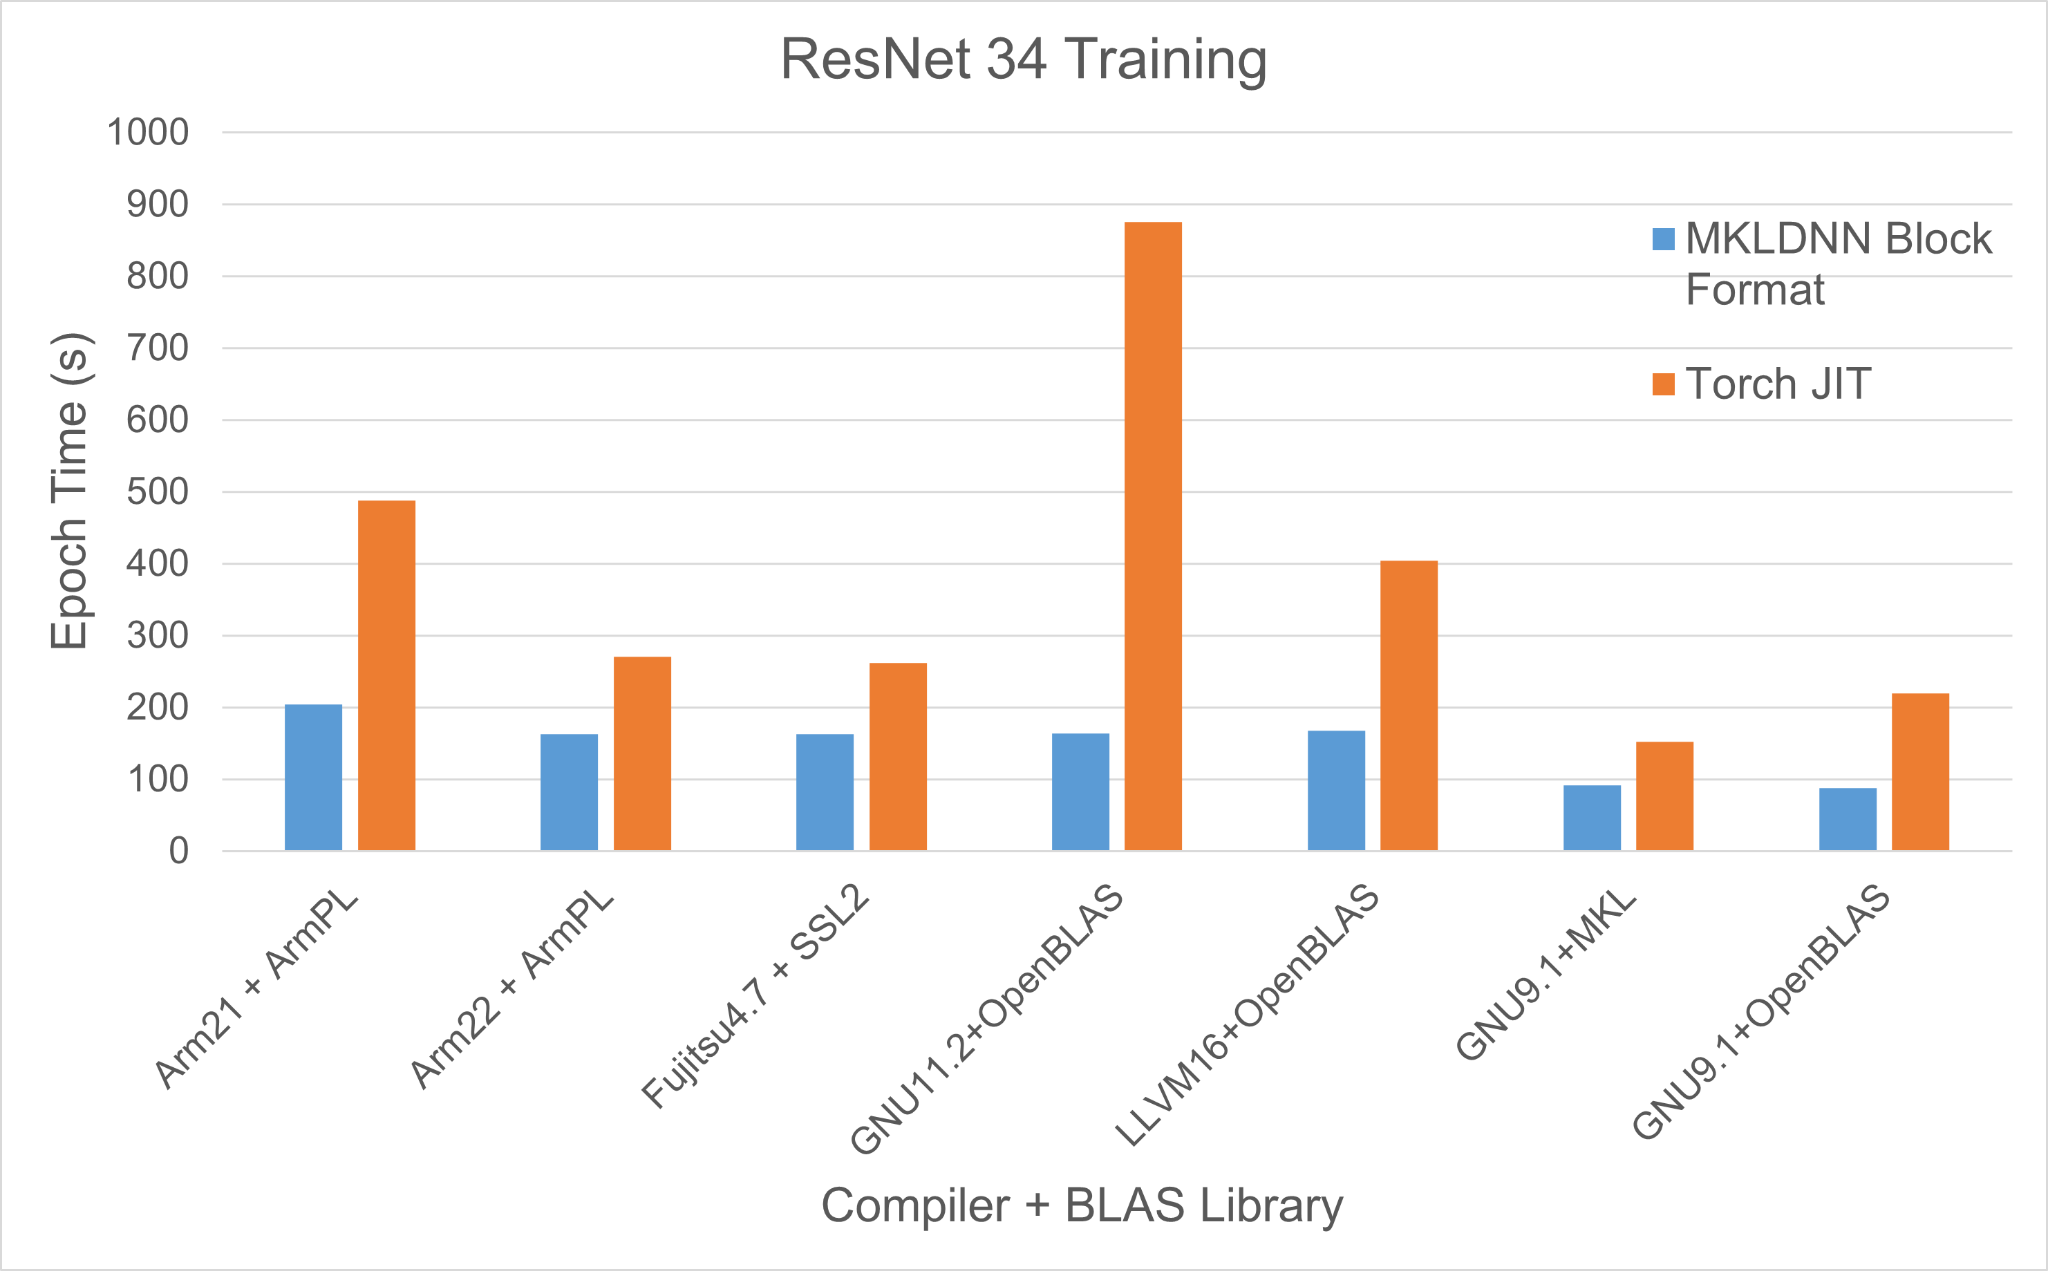 ResNet 34 Training
1000
900
800
700
600
500
400
300
200
100
0
Epoch Time (s)
MKLDNN Block
Format
Torch JIT
Arm21 + ArmPL
Arm22 + ArmPL
Fujitsu4.7 + SSL2
GNU11.2+OpenBLAS
LLVM16+OpenBLAS
GNU9.1+MKL
GNU9.1+OpenBLAS
Compiler + BLAS Library